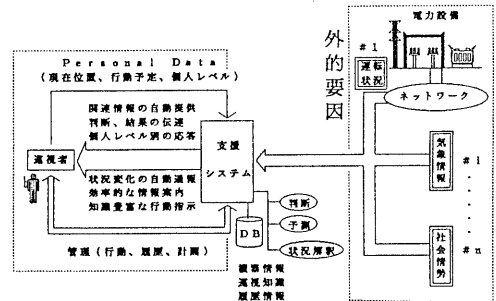 Personal Data
(現在位置、行動予定、個人レベル)
関連情報の自動提供
判断、結果の伝達
個人レベル別の応答
巡視者
状況変化の自動通報
効率的な情報案内
知識豊富な行動指示
管理(行動、履歴、計画)
支援
システム
DB
判断
予測
状況解釈
機器情報
巡視知識
履歴情報
外的要因
電力設備
#1
運転
状況
ネットワーク
気象情報
#1
社会情勢
#n